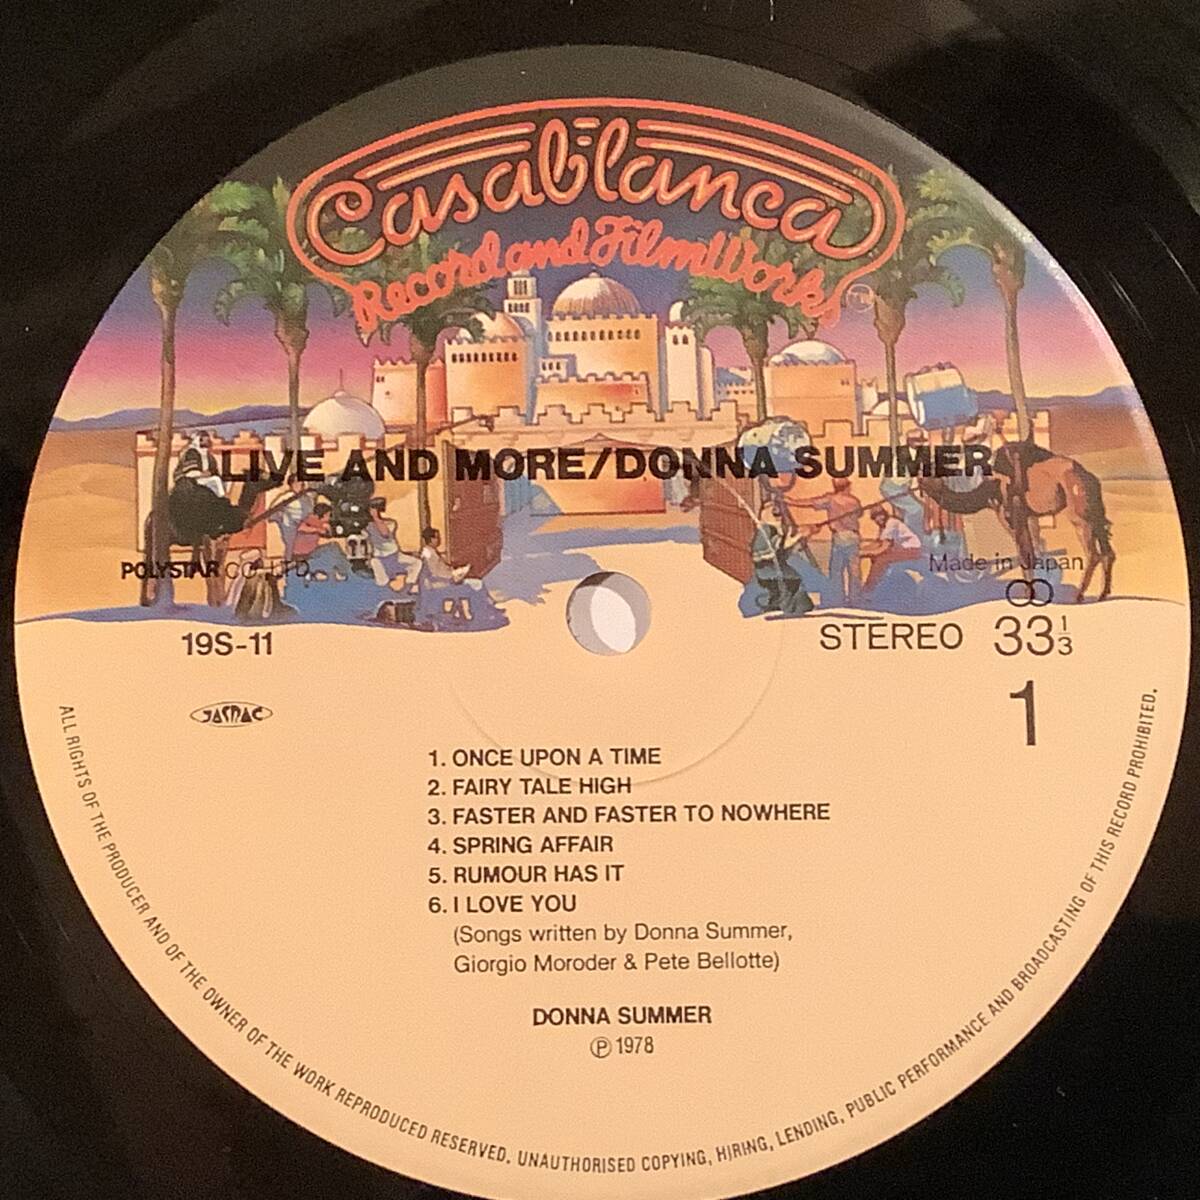 Casablanca
Record and FilmWorks
LIVE AND MORE/DONNA SUMMER
POLYSTAR CO., LTD.
Made in Japan
19S-11
STEREO 33 1/3
JASRAC
1
1. ONCE UPON A TIME
2. FAIRY TALE HIGH
3. FASTER AND FASTER TO NOWHERE
4. SPRING AFFAIR
5. RUMOUR HAS IT
6. I LOVE YOU
(Songs written by Donna Summer,
Giorgio Moroder & Pete Bellotte)
DONNA SUMMER
℗ 1978
ALL RIGHTS OF THE PRODUCER AND OF THE OWNER OF THE WORK REPRODUCED RESERVED. UNAUTHORISED COPYING, HIRING, LENDING, PUBLIC PERFORMANCE AND BROADCASTING OF THIS RECORD PROHIBITED.